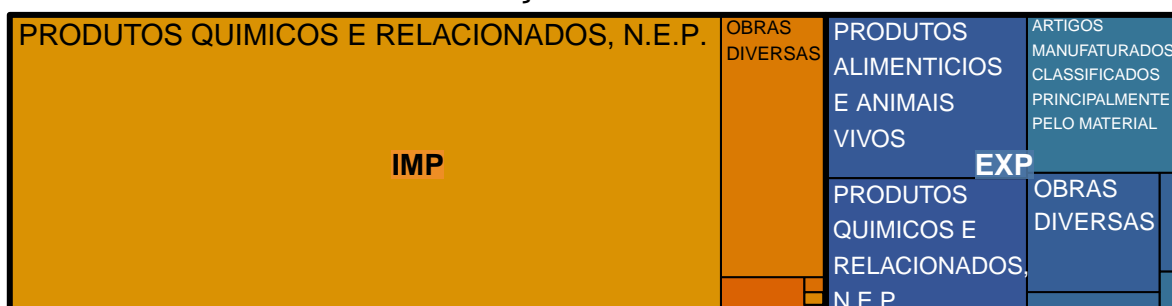 PRODUTOS QUIMICOS E RELACIONADOS, N.E.P.
IMP
OBRAS
DIVERSAS
PRODUTOS
ALIMENTICIOS
E ANIMAIS
VIVOS
EXP
ARTIGOS
MANUFATURADOS
CLASSIFICADOS
PRINCIPALMENTE
PELO MATERIAL
PRODUTOS
QUIMICOS E
RELACIONADOS,
N.E.P.
OBRAS
DIVERSAS